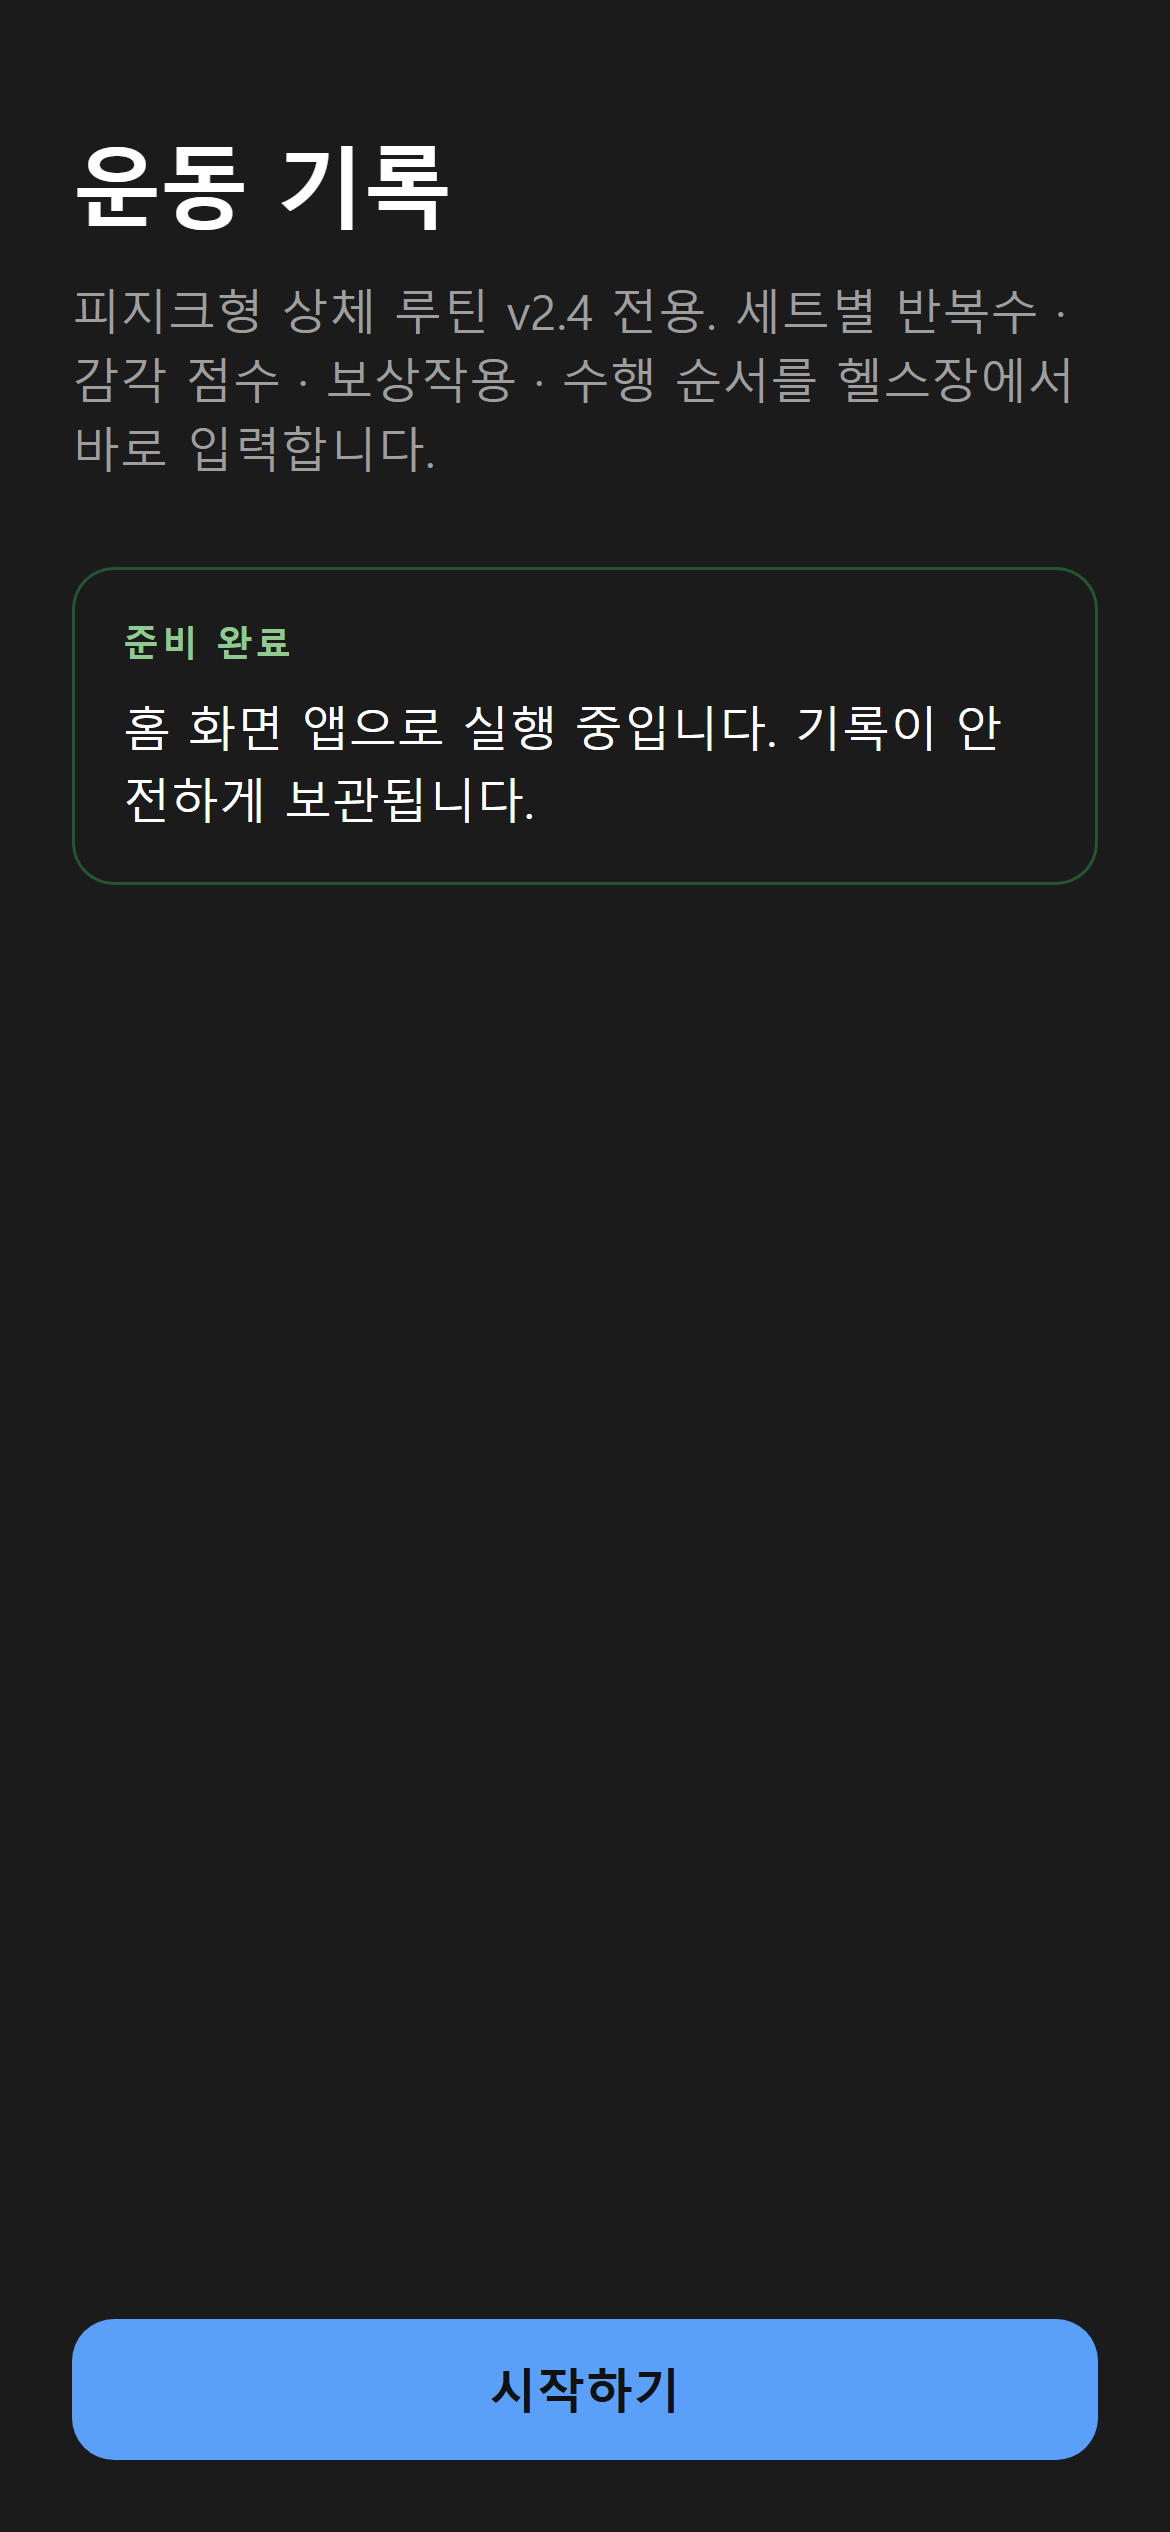 운동 기록
피지크형 상체 루틴 v2.4 전용. 세트별 반복수 ·
감각 점수 · 보상작용 · 수행 순서를 헬스장에서
바로 입력합니다.
준비 완료
홈 화면 앱으로 실행 중입니다. 기록이 안
전하게 보관됩니다.
시작하기